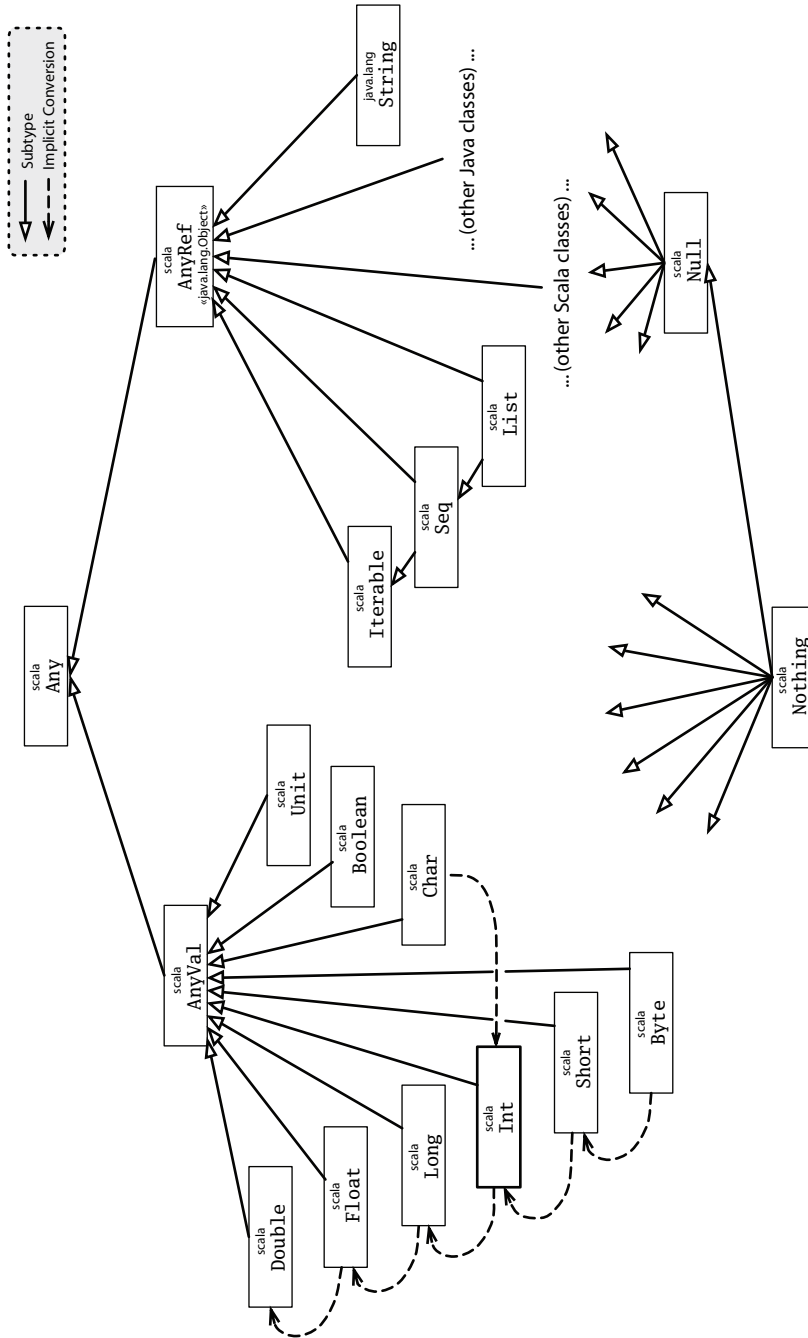 Subtype
Implicit Conversion
scala
Any
scala
AnyVal
scala
AnyRef
«java.lang.Object»
scala
Double
scala
Float
scala
Long
scala
Int
scala
Short
scala
Byte
scala
Char
scala
Boolean
scala
Unit
scala
Iterable
scala
Seq
scala
List
... (other Scala classes) ...
... (other Java classes) ...
java.lang
String
scala
Nothing
scala
Null